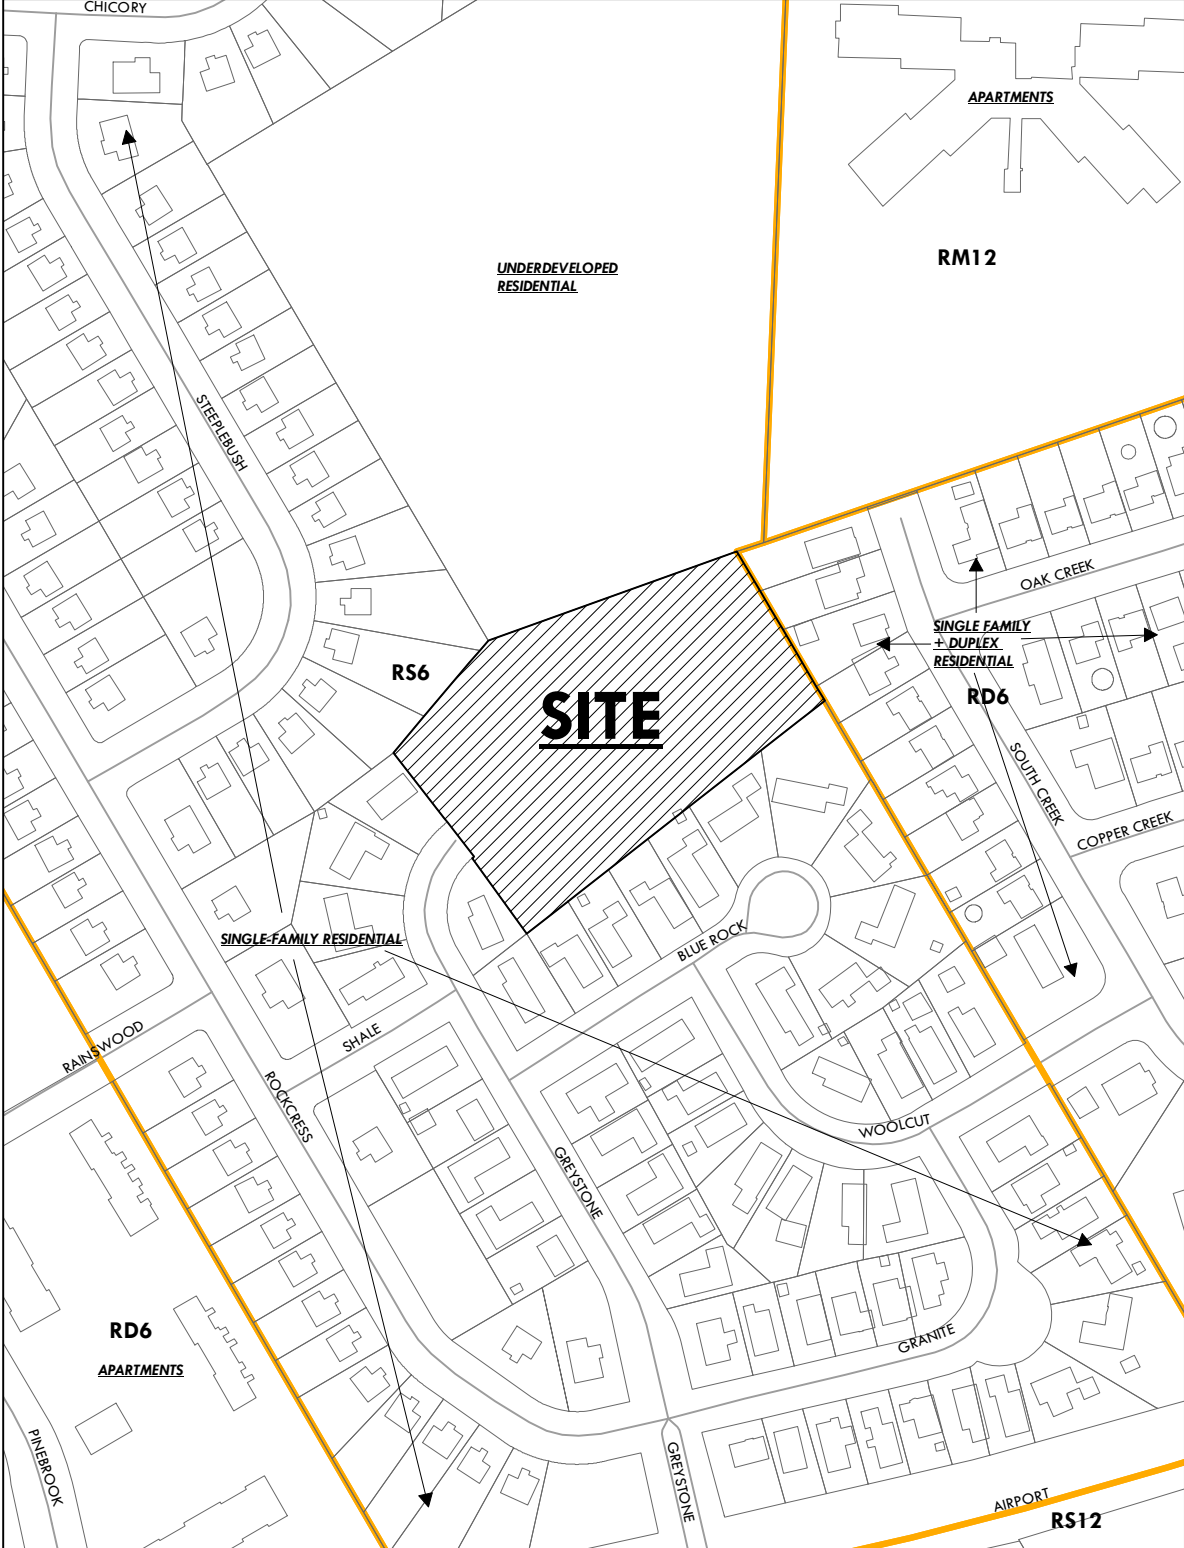 CHICORY
APARTMENTS
RM12
UNDERDEVELOPED
RESIDENTIAL
STEEPLEBUSH
OAK CREEK
SINGLE FAMILY
+ DUPLEX
RESIDENTIAL
RS6
RD6
SITE
SOUTH CREEK
COPPER CREEK
SINGLE-FAMILY RESIDENTIAL
BLUE ROCK
RAINSWOOD
SHALE
ROCKCRESS
WOOLCUT
GREYSTONE
RD6
GRANITE
APARTMENTS
PINEBROOK
GREYSTONE
AIRPORT
RS12